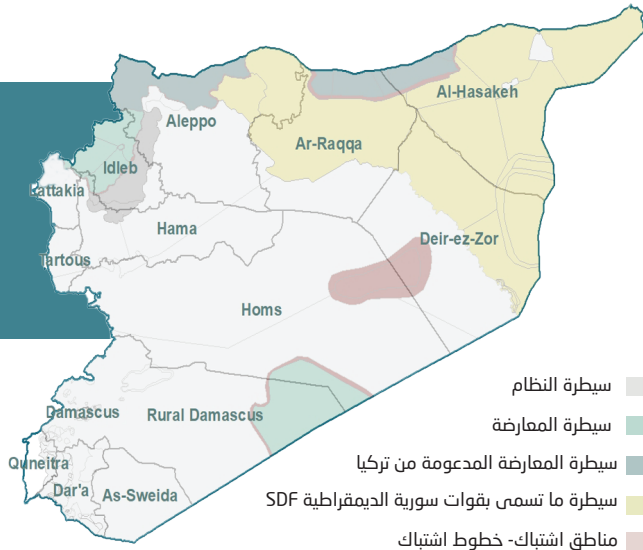 Al-Hasakeh
Aleppo
Ar-Raqqa
Idleb
Lattakia
Hama
Deir-ez-Zor
Tartous
Homs
Damascus
Rural Damascus
Quneitra
Dar'a
As-Sweida
سيطرة النظام
سيطرة المعارضة
سيطرة المعارضة المدعومة من تركيا
سيطرة ما تسمى بقوات سورية الديمقراطية SDF
مناطق اشتباك- خطوط اشتباك